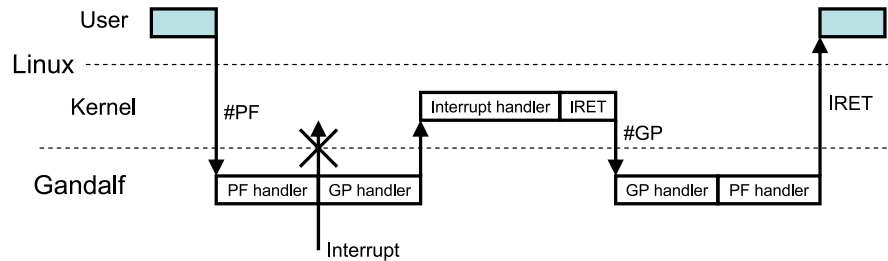 User
Linux
Kernel
#PF
Interrupt handler
IRET
#GP
IRET
Gandalf
PF handler
GP handler
GP handler
PF handler
Interrupt